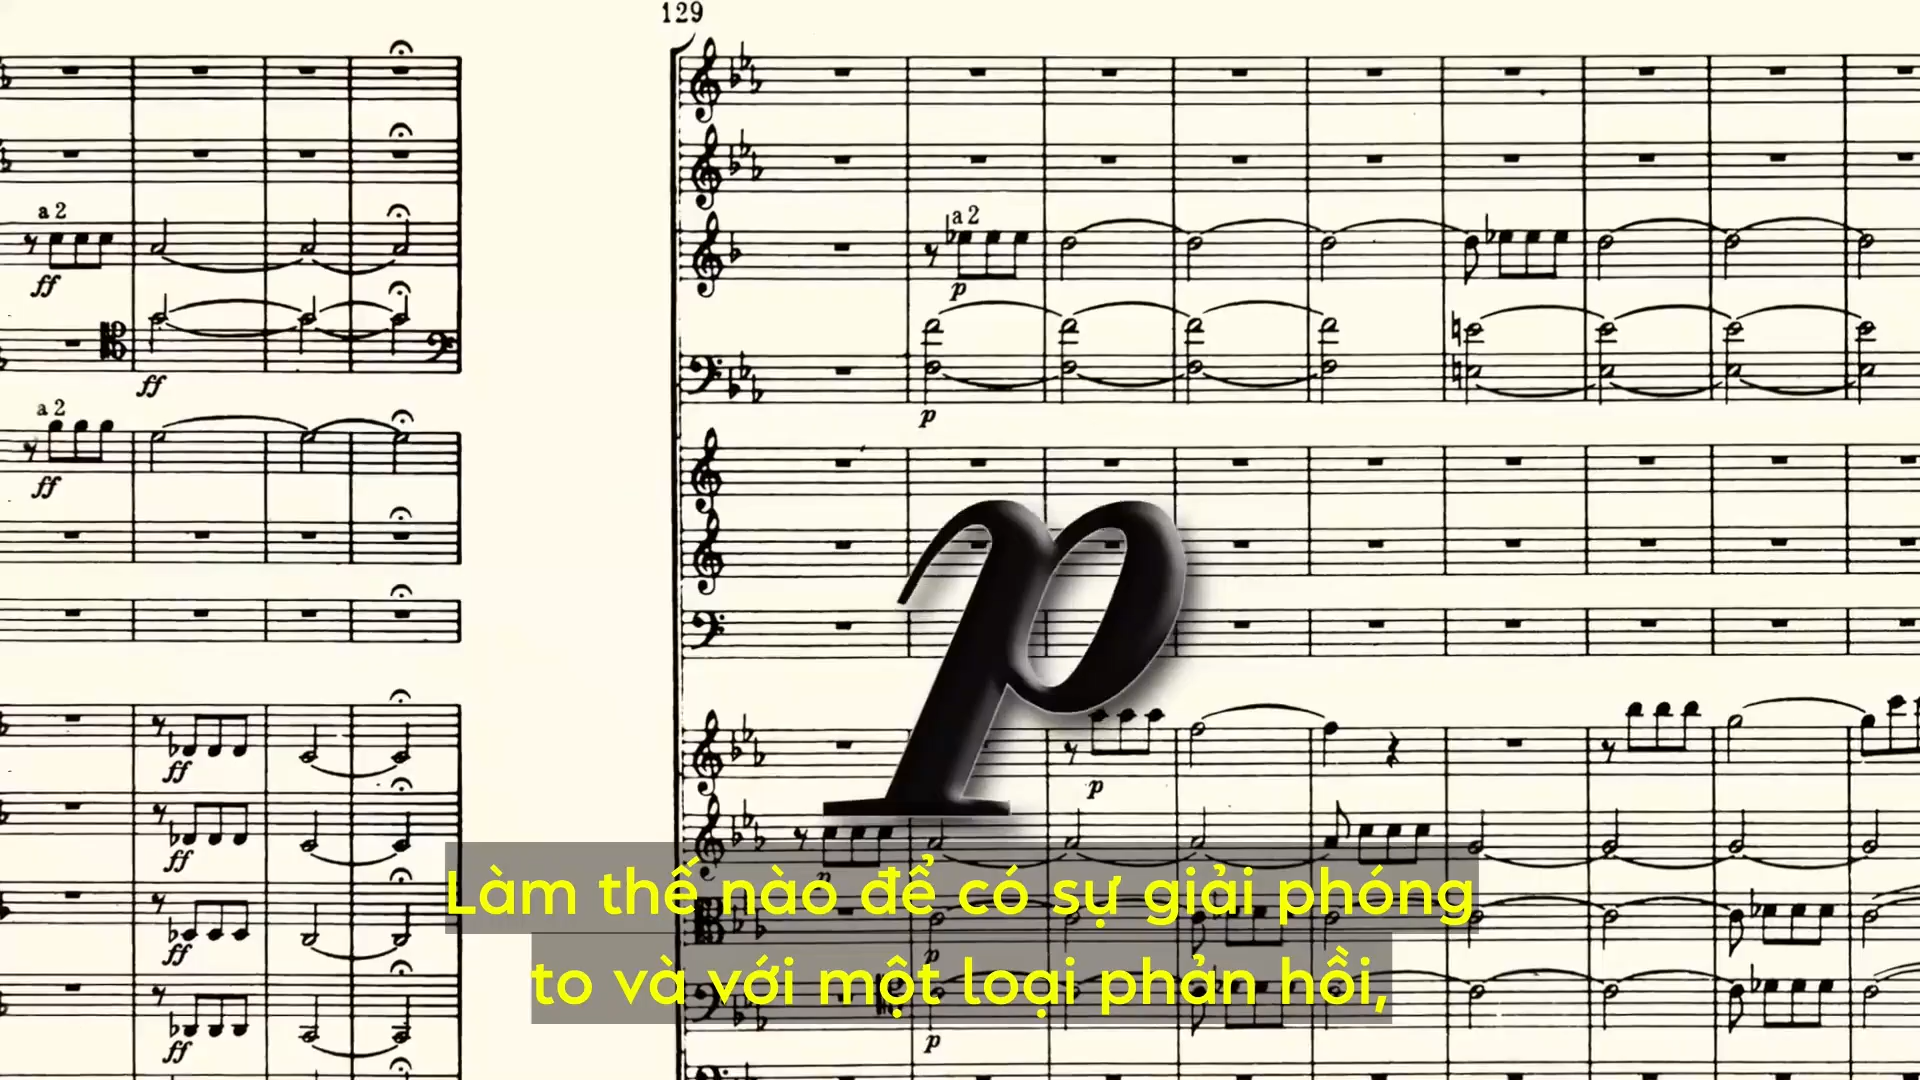 129
a 2
a 2
ff
p
ff
p
a 2
ff
p
p
ff
ff
Làm thế nào để có sự giải phóng
p
ff
p
to và với một loại phản hồi,
ff
p